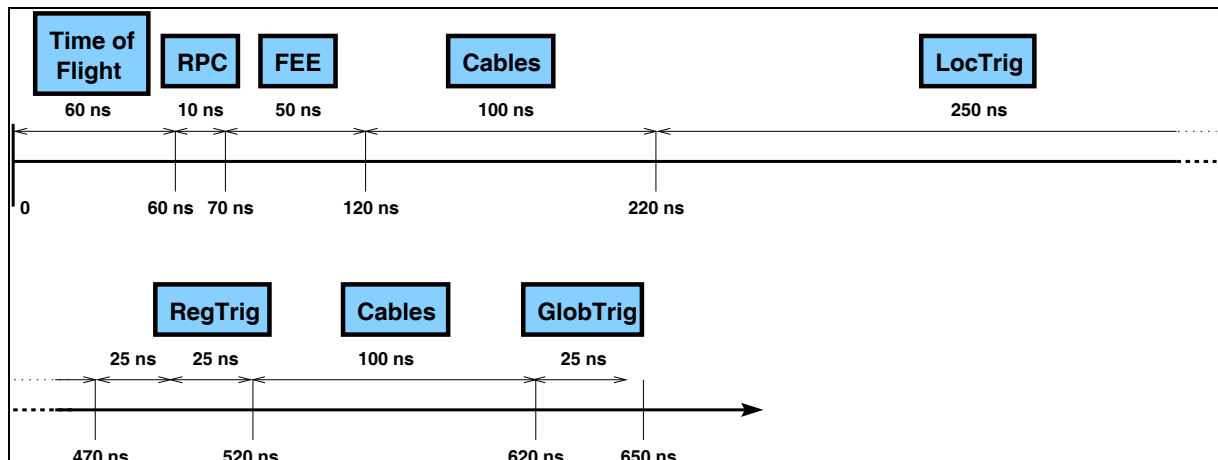 Time of
Flight
RPC
FEE
Cables
LocTrig
60 ns
10 ns
50 ns
100 ns
250 ns
0
60 ns
70 ns
120 ns
220 ns
RegTrig
Cables
GlobTrig
25 ns
25 ns
100 ns
25 ns
470 ns
520 ns
620 ns
650 ns